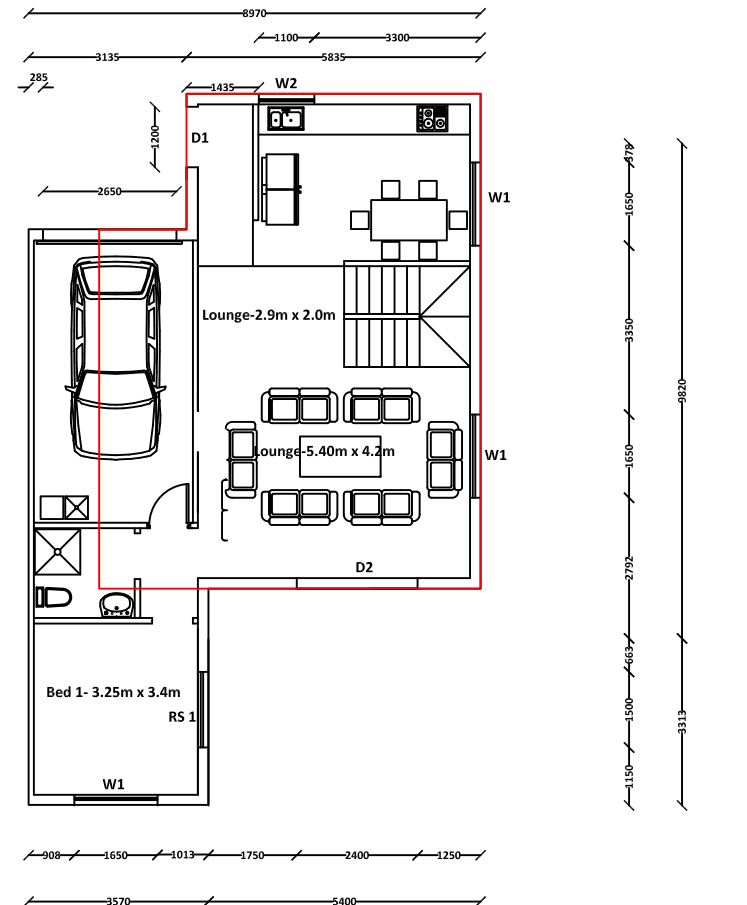 8970
1100
3300
3135
5835
285
1435
W2
1200
D1
378
2650
1650
W1
Lounge-2.9m x 2.0m
3350
9820
Lounge-5.40m x 4.2m
W1
1650
D2
2792
663
Bed 1- 3.25m x 3.4m
RS 1
1500
3313
W1
1150
908
1650
1013
1750
2400
1250
3570
5400